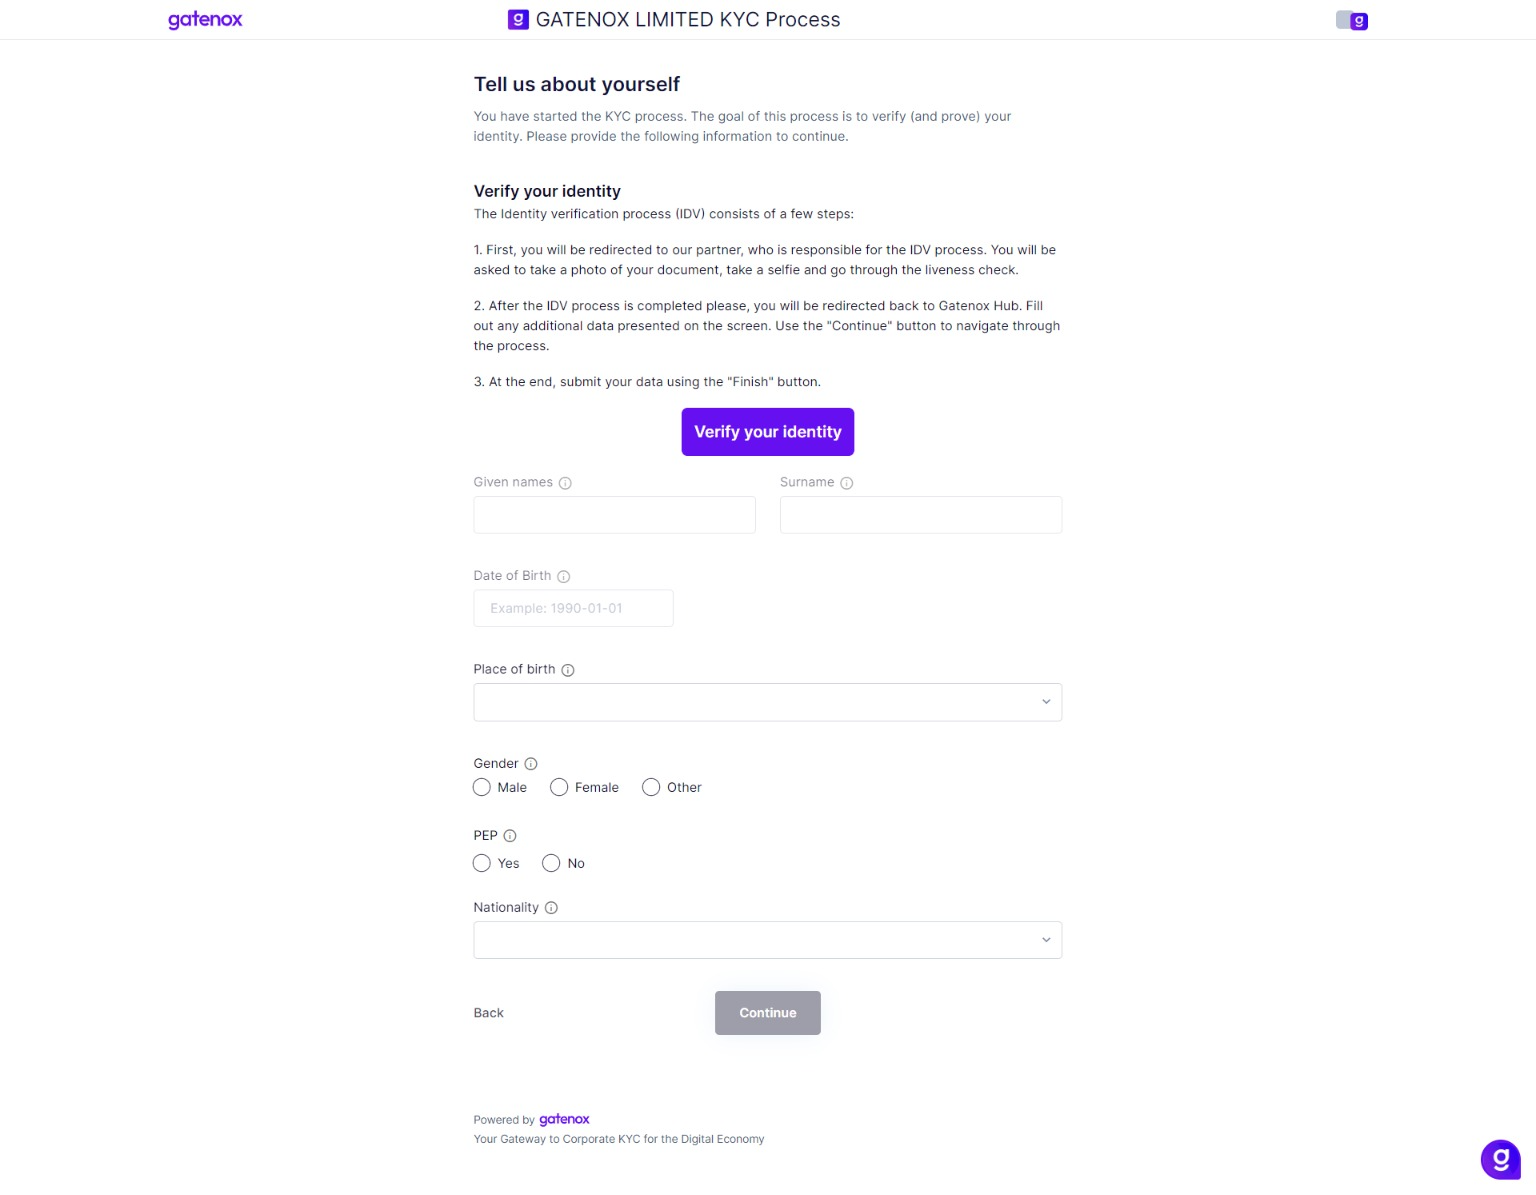 gatenox
g GATENOX LIMITED KYC Process
g
Tell us about yourself
You have started the KYC process. The goal of this process is to verify (and prove) your
identity. Please provide the following information to continue.
Verify your identity
The Identity verification process (IDV) consists of a few steps:
1. First, you will be redirected to our partner, who is responsible for the IDV process. You will be
asked to take a photo of your document, take a selfie and go through the liveness check.
2. After the IDV process is completed please, you will be redirected back to Gatenox Hub. Fill
out any additional data presented on the screen. Use the "Continue" button to navigate through
the process.
3. At the end, submit your data using the "Finish" button.
Verify your identity
Given names
Surname
Date of Birth
Example: 1990-01-01
Place of birth
Gender
Male Female Other
PEP
Yes No
Nationality
Back
Continue
Powered by gatenox
Your Gateway to Corporate KYC for the Digital Economy
g